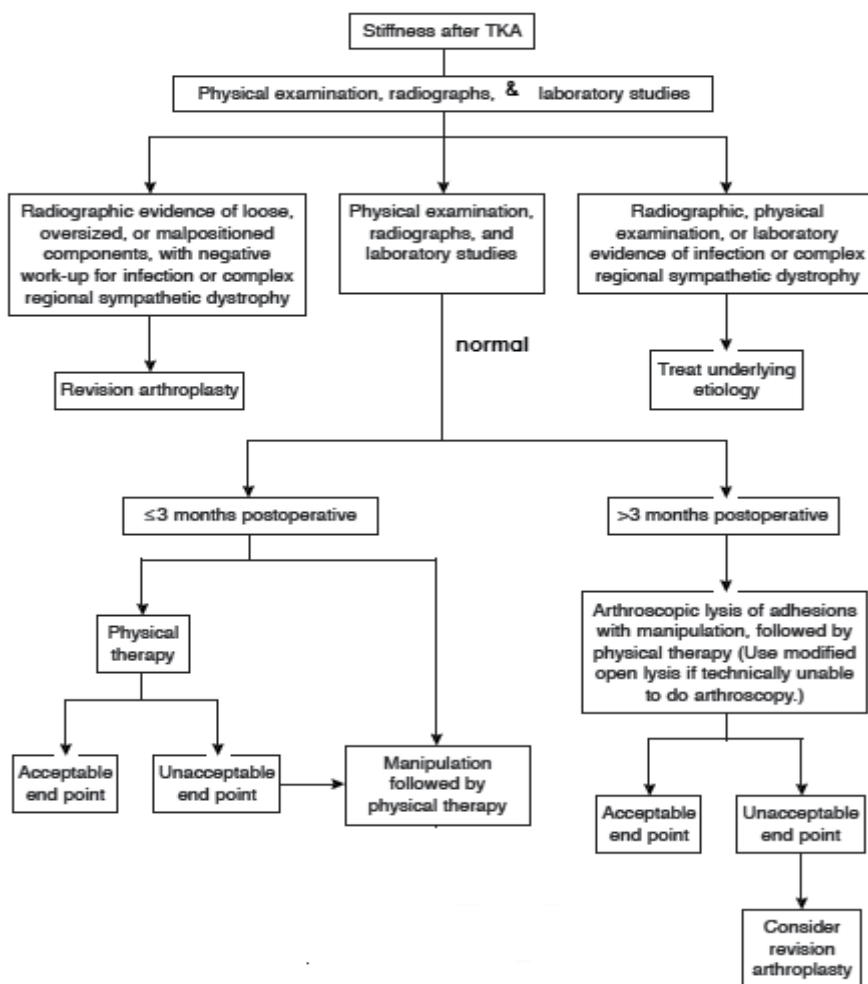 Stiffness after TKA
Physical examination, radiographs, & laboratory studies
Radiographic evidence of loose,
oversized, or malpositioned
components, with negative
work-up for infection or complex
regional sympathetic dystrophy
Physical examination,
radiographs, and
laboratory studies
Radiographic, physical
examination, or laboratory
evidence of infection or complex
regional sympathetic dystrophy
normal
Revision arthroplasty
Treat underlying
etiology
≤3 months postoperative
>3 months postoperative
Physical
therapy
Arthroscopic lysis of adhesions
with manipulation, followed by
physical therapy (Use modified
open lysis if technically unable
to do arthroscopy.)
Acceptable
end point
Unacceptable
end point
Manipulation
followed by
physical therapy
Acceptable
end point
Unacceptable
end point
Consider
revision
arthroplasty